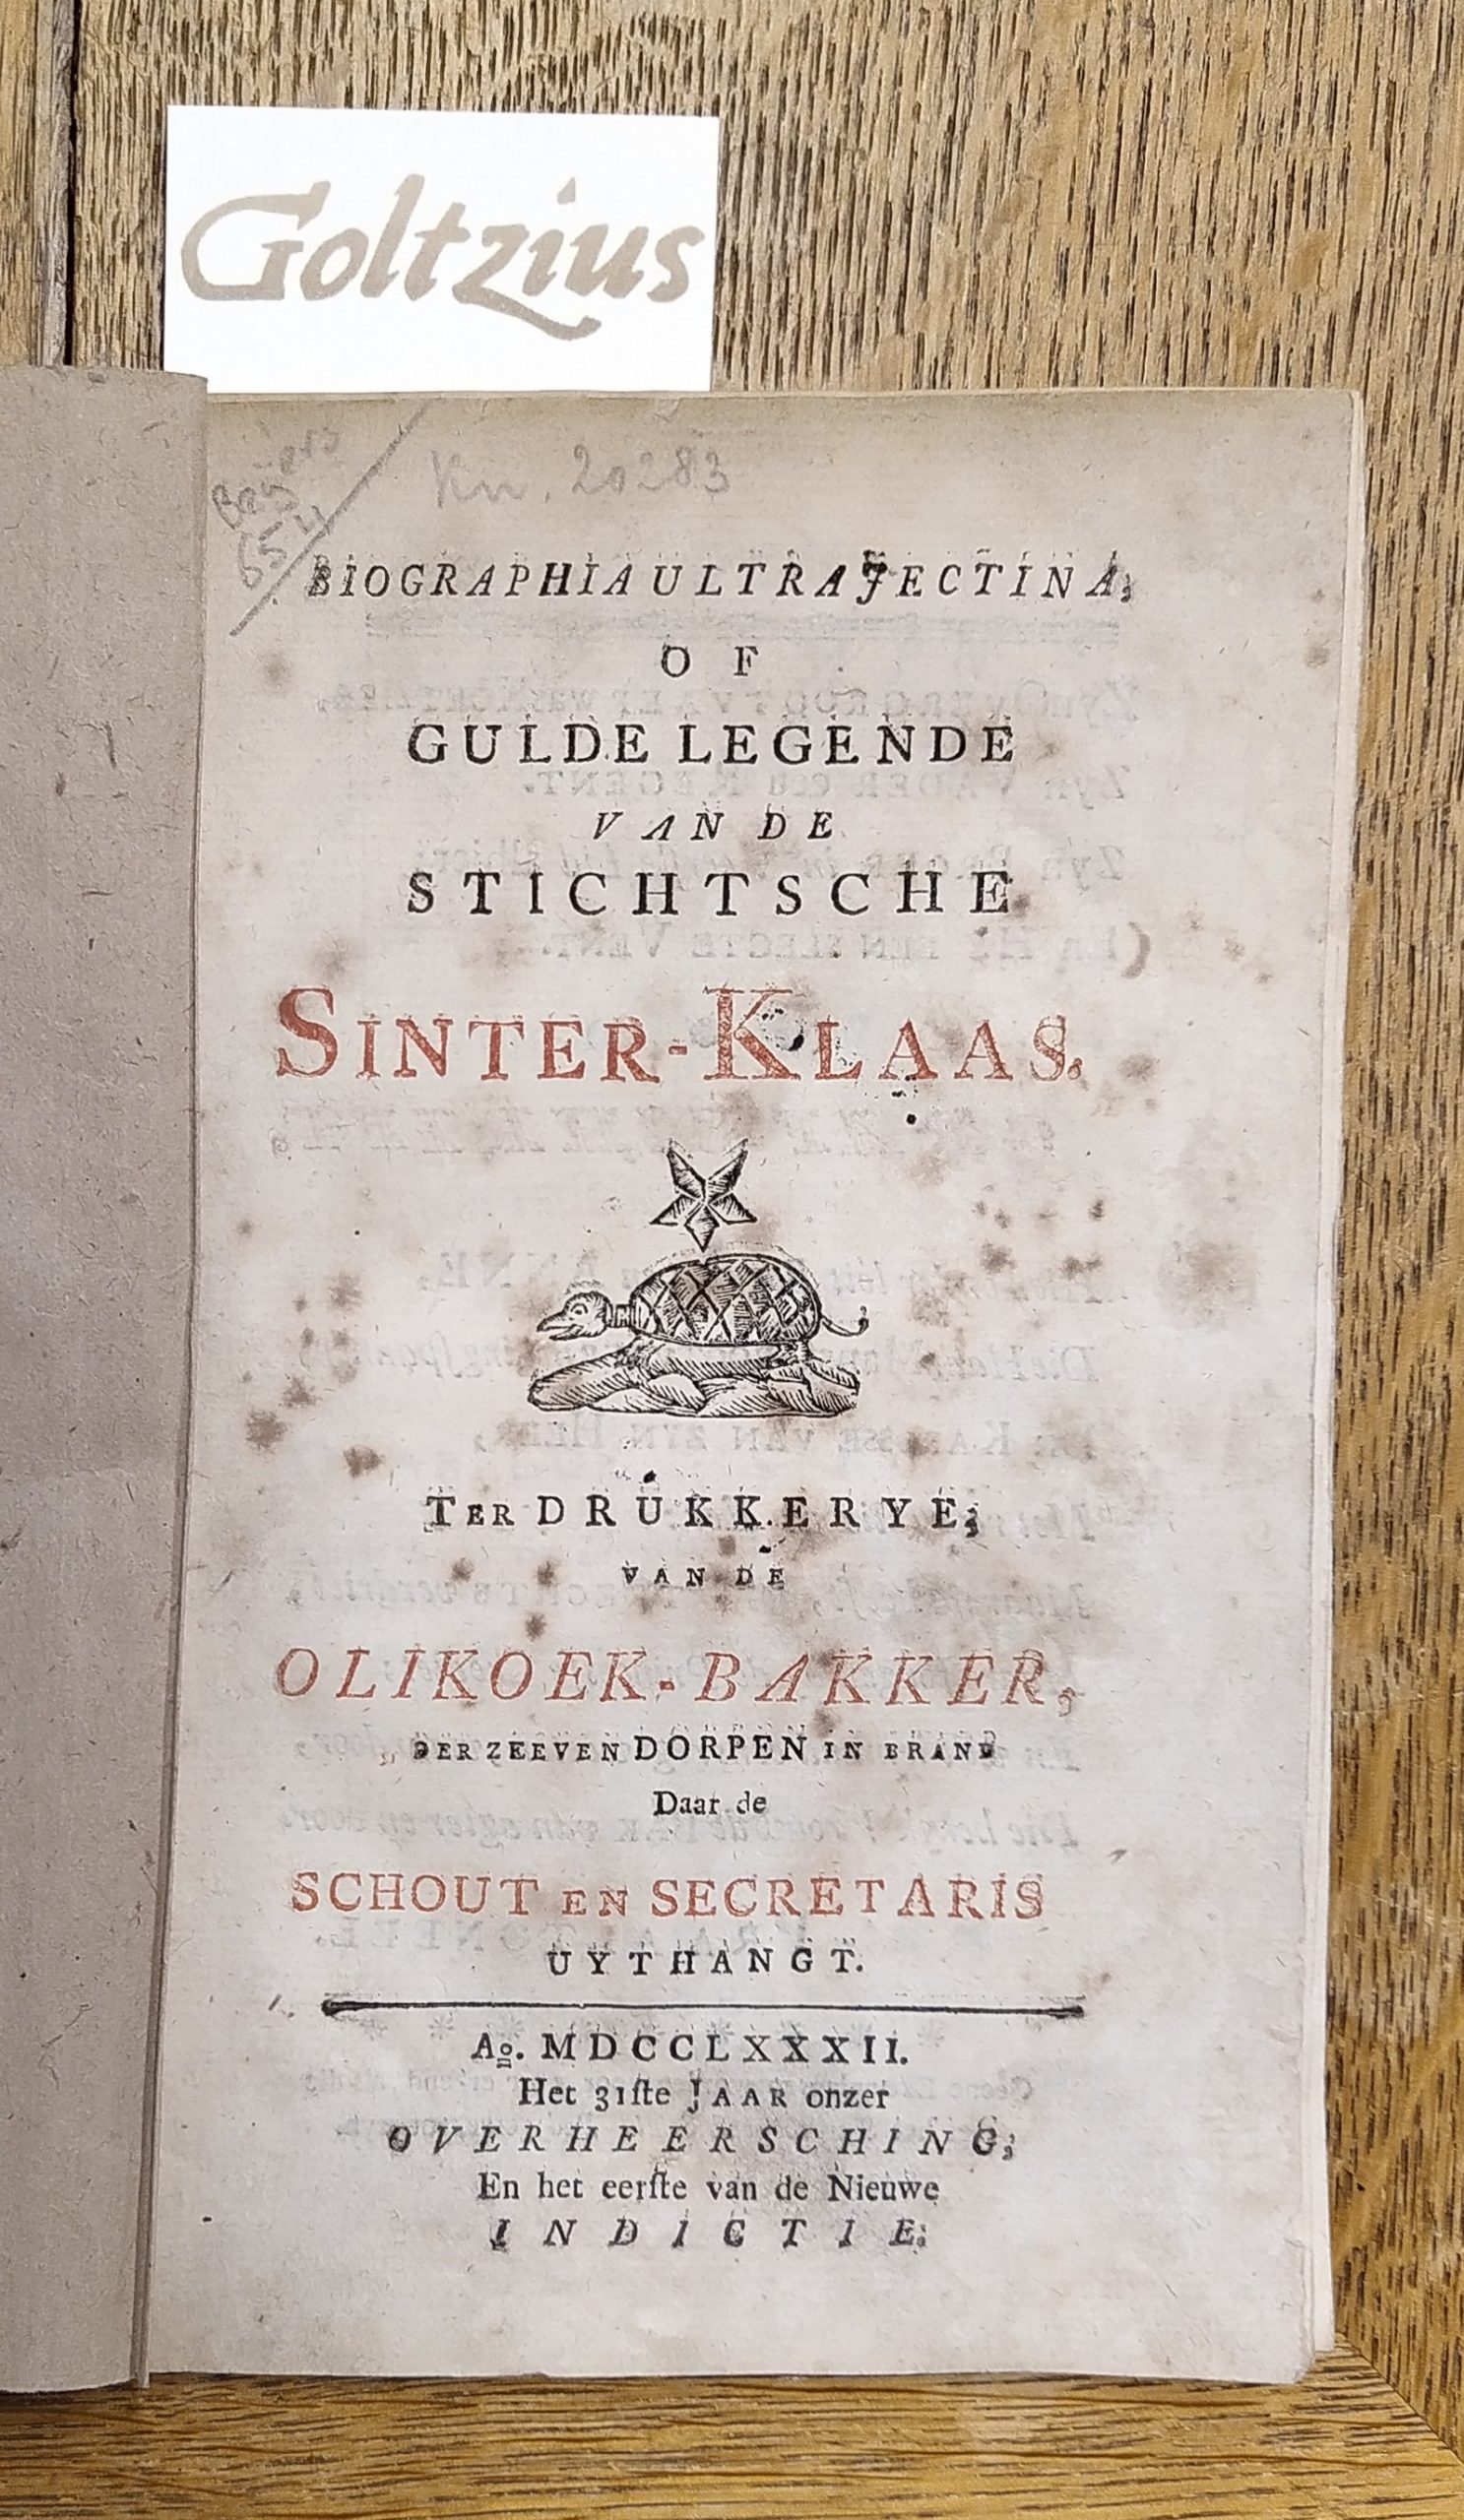 Goltzius
Kn. 20283
BIOGRAPHIA ULTRAJECTINA,
OF
GULDE LEGENDE
VAN DE
STICHTSCHE
SINTER-KLAAS.
TER DRUKKERYE,
VAN DE
OLIKOEK-BAKKER,
DER ZEEVEN DORPEN IN BRAND
Daar de
SCHOUT EN SECRETARIS
UYTHANGT.
Ao. MDCCLXXXII.
Het 31ſte JAAR onzer
OVERHEERSCHING;
En het eerſte van de Nieuwe
INDICTIE;